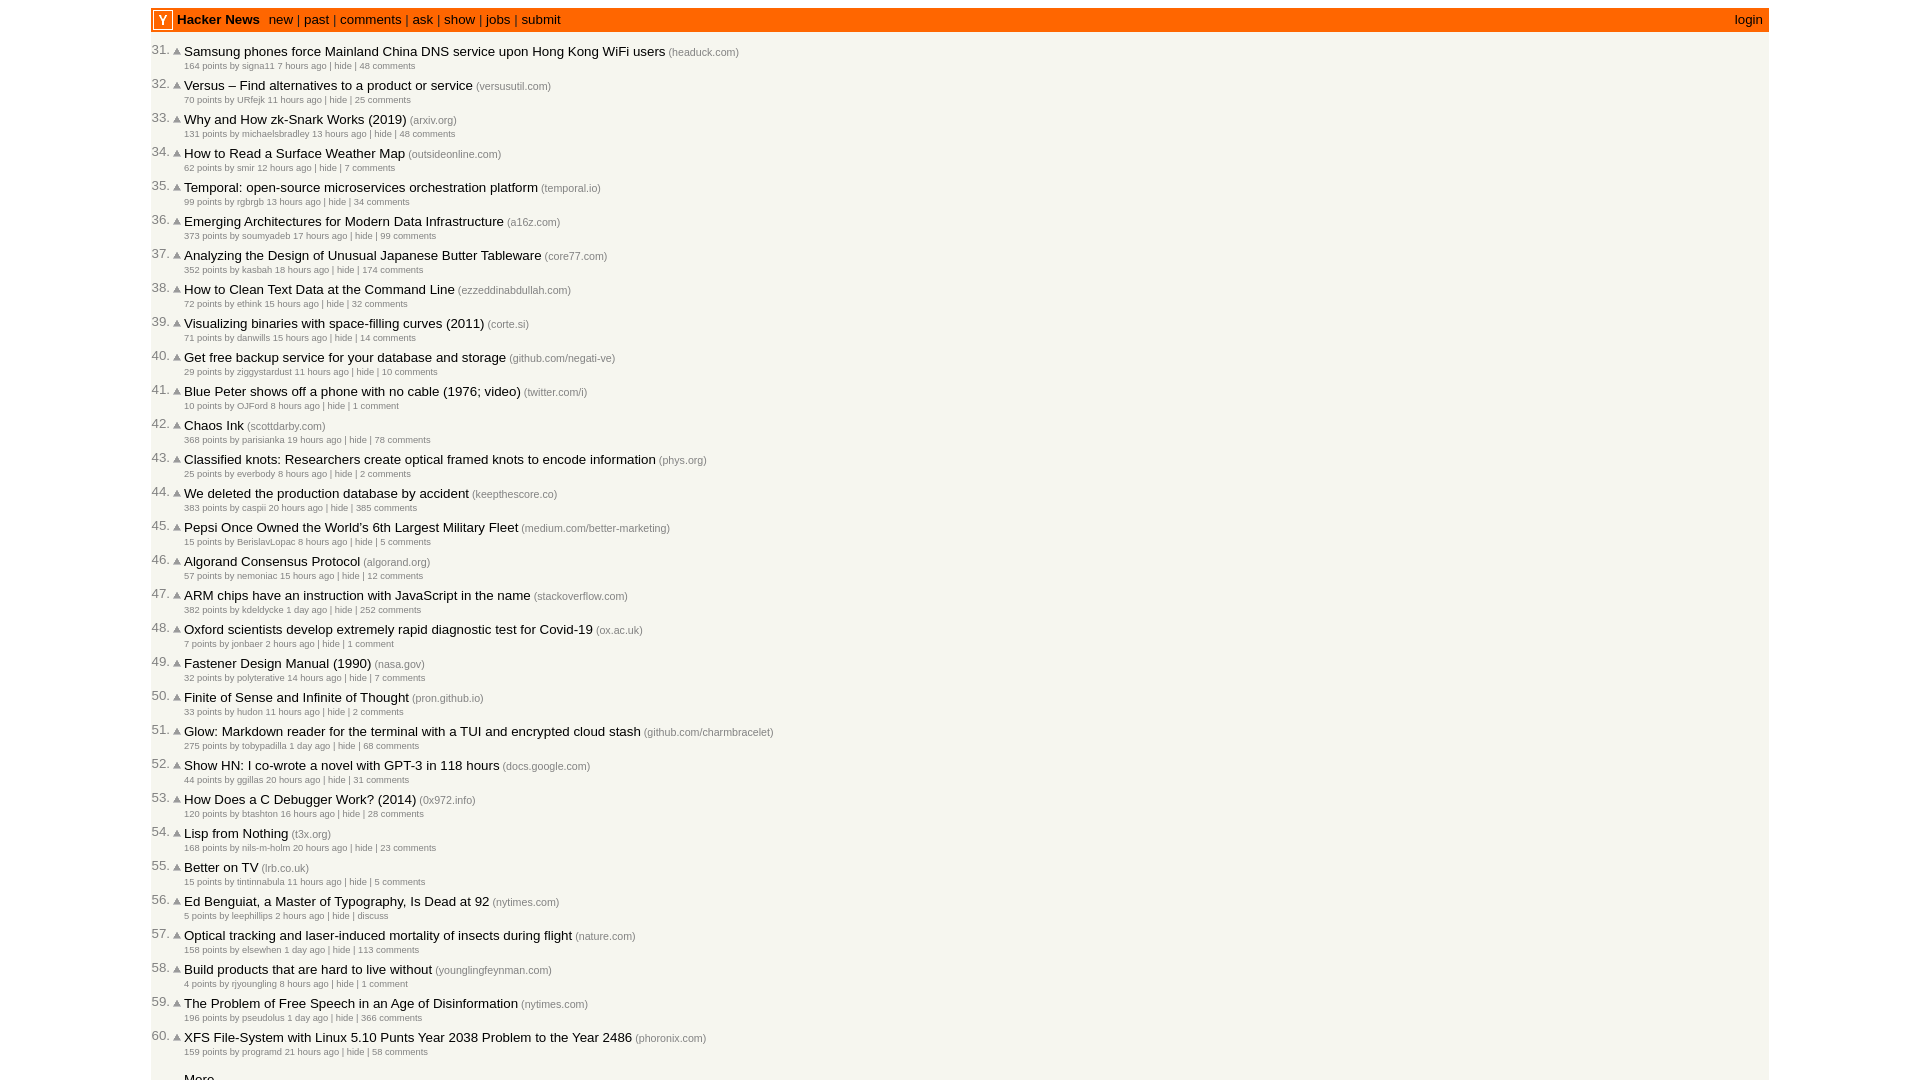 Y Hacker News new | past | comments | ask | show | jobs | submit login
31. Samsung phones force Mainland China DNS service upon Hong Kong WiFi users (headuck.com)
164 points by signa11 7 hours ago | hide | 48 comments
32. Versus – Find alternatives to a product or service (versusutil.com)
70 points by URfejk 11 hours ago | hide | 25 comments
33. Why and How zk-Snark Works (2019) (arxiv.org)
131 points by michaelsbradley 13 hours ago | hide | 48 comments
34. How to Read a Surface Weather Map (outsideonline.com)
62 points by smir 12 hours ago | hide | 7 comments
35. Temporal: open-source microservices orchestration platform (temporal.io)
99 points by rgbrgb 13 hours ago | hide | 34 comments
36. Emerging Architectures for Modern Data Infrastructure (a16z.com)
373 points by soumyadeb 17 hours ago | hide | 99 comments
37. Analyzing the Design of Unusual Japanese Butter Tableware (core77.com)
352 points by kasbah 18 hours ago | hide | 174 comments
38. How to Clean Text Data at the Command Line (ezzeddinabdullah.com)
72 points by ethink 15 hours ago | hide | 32 comments
39. Visualizing binaries with space-filling curves (2011) (corte.si)
71 points by danwills 15 hours ago | hide | 14 comments
40. Get free backup service for your database and storage (github.com/negati-ve)
29 points by ziggystardust 11 hours ago | hide | 10 comments
41. Blue Peter shows off a phone with no cable (1976; video) (twitter.com/i)
10 points by OJFord 8 hours ago | hide | 1 comment
42. Chaos Ink (scottdarby.com)
368 points by parisianka 19 hours ago | hide | 78 comments
43. Classified knots: Researchers create optical framed knots to encode information (phys.org)
25 points by everbody 8 hours ago | hide | 2 comments
44. We deleted the production database by accident (keepthescore.co)
383 points by caspii 20 hours ago | hide | 385 comments
45. Pepsi Once Owned the World’s 6th Largest Military Fleet (medium.com/better-marketing)
15 points by BerislavLopac 8 hours ago | hide | 5 comments
46. Algorand Consensus Protocol (algorand.org)
57 points by nemoniac 15 hours ago | hide | 12 comments
47. ARM chips have an instruction with JavaScript in the name (stackoverflow.com)
382 points by kdeldycke 1 day ago | hide | 252 comments
48. Oxford scientists develop extremely rapid diagnostic test for Covid-19 (ox.ac.uk)
7 points by jonbaer 2 hours ago | hide | 1 comment
49. Fastener Design Manual (1990) (nasa.gov)
32 points by polyterative 14 hours ago | hide | 7 comments
50. Finite of Sense and Infinite of Thought (pron.github.io)
33 points by hudon 11 hours ago | hide | 2 comments
51. Glow: Markdown reader for the terminal with a TUI and encrypted cloud stash (github.com/charmbracelet)
275 points by tobypadilla 1 day ago | hide | 68 comments
52. Show HN: I co-wrote a novel with GPT-3 in 118 hours (docs.google.com)
44 points by ggillas 20 hours ago | hide | 31 comments
53. How Does a C Debugger Work? (2014) (0x972.info)
120 points by btashton 16 hours ago | hide | 28 comments
54. Lisp from Nothing (t3x.org)
168 points by nils-m-holm 20 hours ago | hide | 23 comments
55. Better on TV (lrb.co.uk)
15 points by tintinnabula 11 hours ago | hide | 5 comments
56. Ed Benguiat, a Master of Typography, Is Dead at 92 (nytimes.com)
5 points by leephillips 2 hours ago | hide | discuss
57. Optical tracking and laser-induced mortality of insects during flight (nature.com)
158 points by elsewhen 1 day ago | hide | 113 comments
58. Build products that are hard to live without (younglingfeynman.com)
4 points by rjyoungling 8 hours ago | hide | 1 comment
59. The Problem of Free Speech in an Age of Disinformation (nytimes.com)
196 points by pseudolus 1 day ago | hide | 366 comments
60. XFS File-System with Linux 5.10 Punts Year 2038 Problem to the Year 2486 (phoronix.com)
159 points by programd 21 hours ago | hide | 58 comments
More